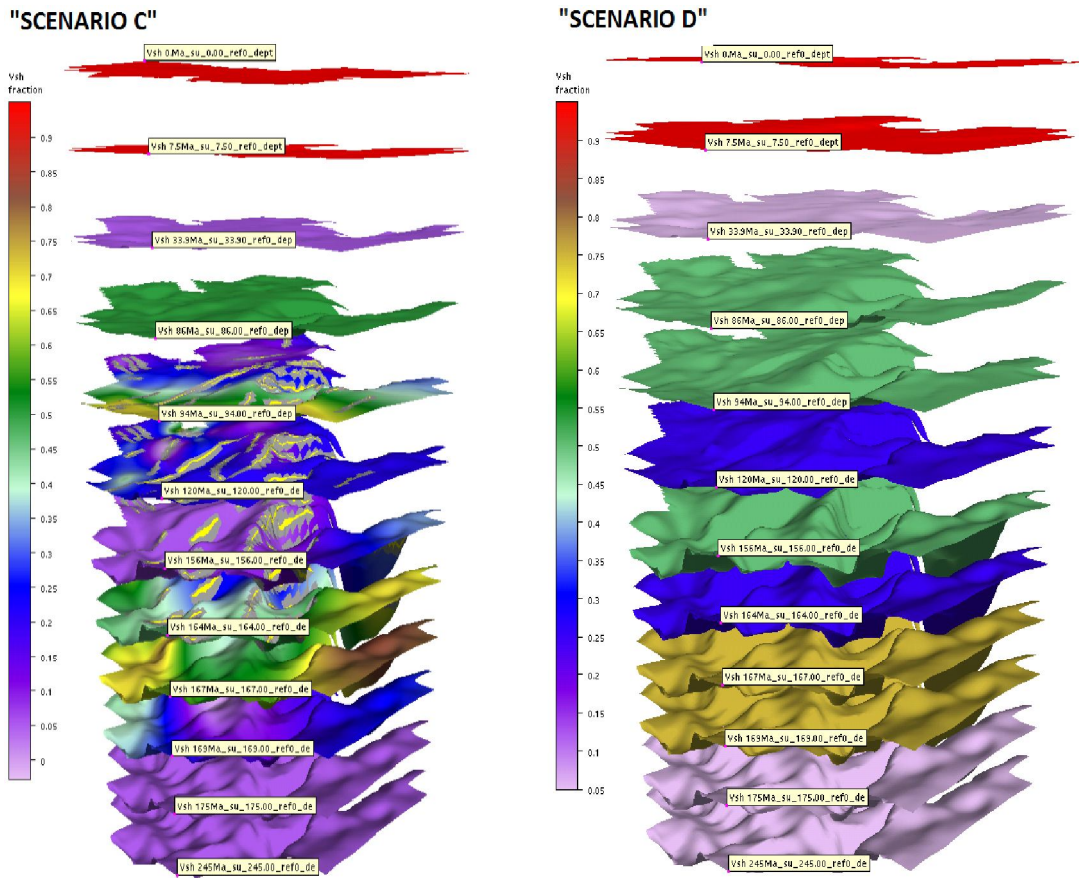 "SCENARIO C"
Vsh 0.Ma_su_0.00_ref0_dept
Vsh
fraction
0.9
0.85
0.8
0.75
0.7
0.65
0.6
0.55
0.5
0.45
0.4
0.35
0.3
0.25
0.2
0.15
0.1
0.05
0
Vsh 7.5Ma_su_7.50_ref0_dept
Vsh 33.9Ma_su_33.90_ref0_dep
Vsh 86Ma_su_86.00_ref0_dep
Vsh 94Ma_su_94.00_ref0_dep
Vsh 120Ma_su_120.00_ref0_de
Vsh 156Ma_su_156.00_ref0_de
Vsh 164Ma_su_164.00_ref0_de
Vsh 167Ma_su_167.00_ref0_de
Vsh 169Ma_su_169.00_ref0_de
Vsh 175Ma_su_175.00_ref0_de
Vsh 245Ma_su_245.00_ref0_de
"SCENARIO D"
Vsh 0.Ma_su_0.00_ref0_dept
Vsh
fraction
0.9
0.85
0.8
0.75
0.7
0.65
0.6
0.55
0.5
0.45
0.4
0.35
0.3
0.25
0.2
0.15
0.1
0.05
Vsh 7.5Ma_su_7.50_ref0_dept
Vsh 33.9Ma_su_33.90_ref0_dep
Vsh 86Ma_su_86.00_ref0_dep
Vsh 94Ma_su_94.00_ref0_dep
Vsh 120Ma_su_120.00_ref0_de
Vsh 156Ma_su_156.00_ref0_de
Vsh 164Ma_su_164.00_ref0_de
Vsh 167Ma_su_167.00_ref0_de
Vsh 169Ma_su_169.00_ref0_de
Vsh 175Ma_su_175.00_ref0_de
Vsh 245Ma_su_245.00_ref0_de